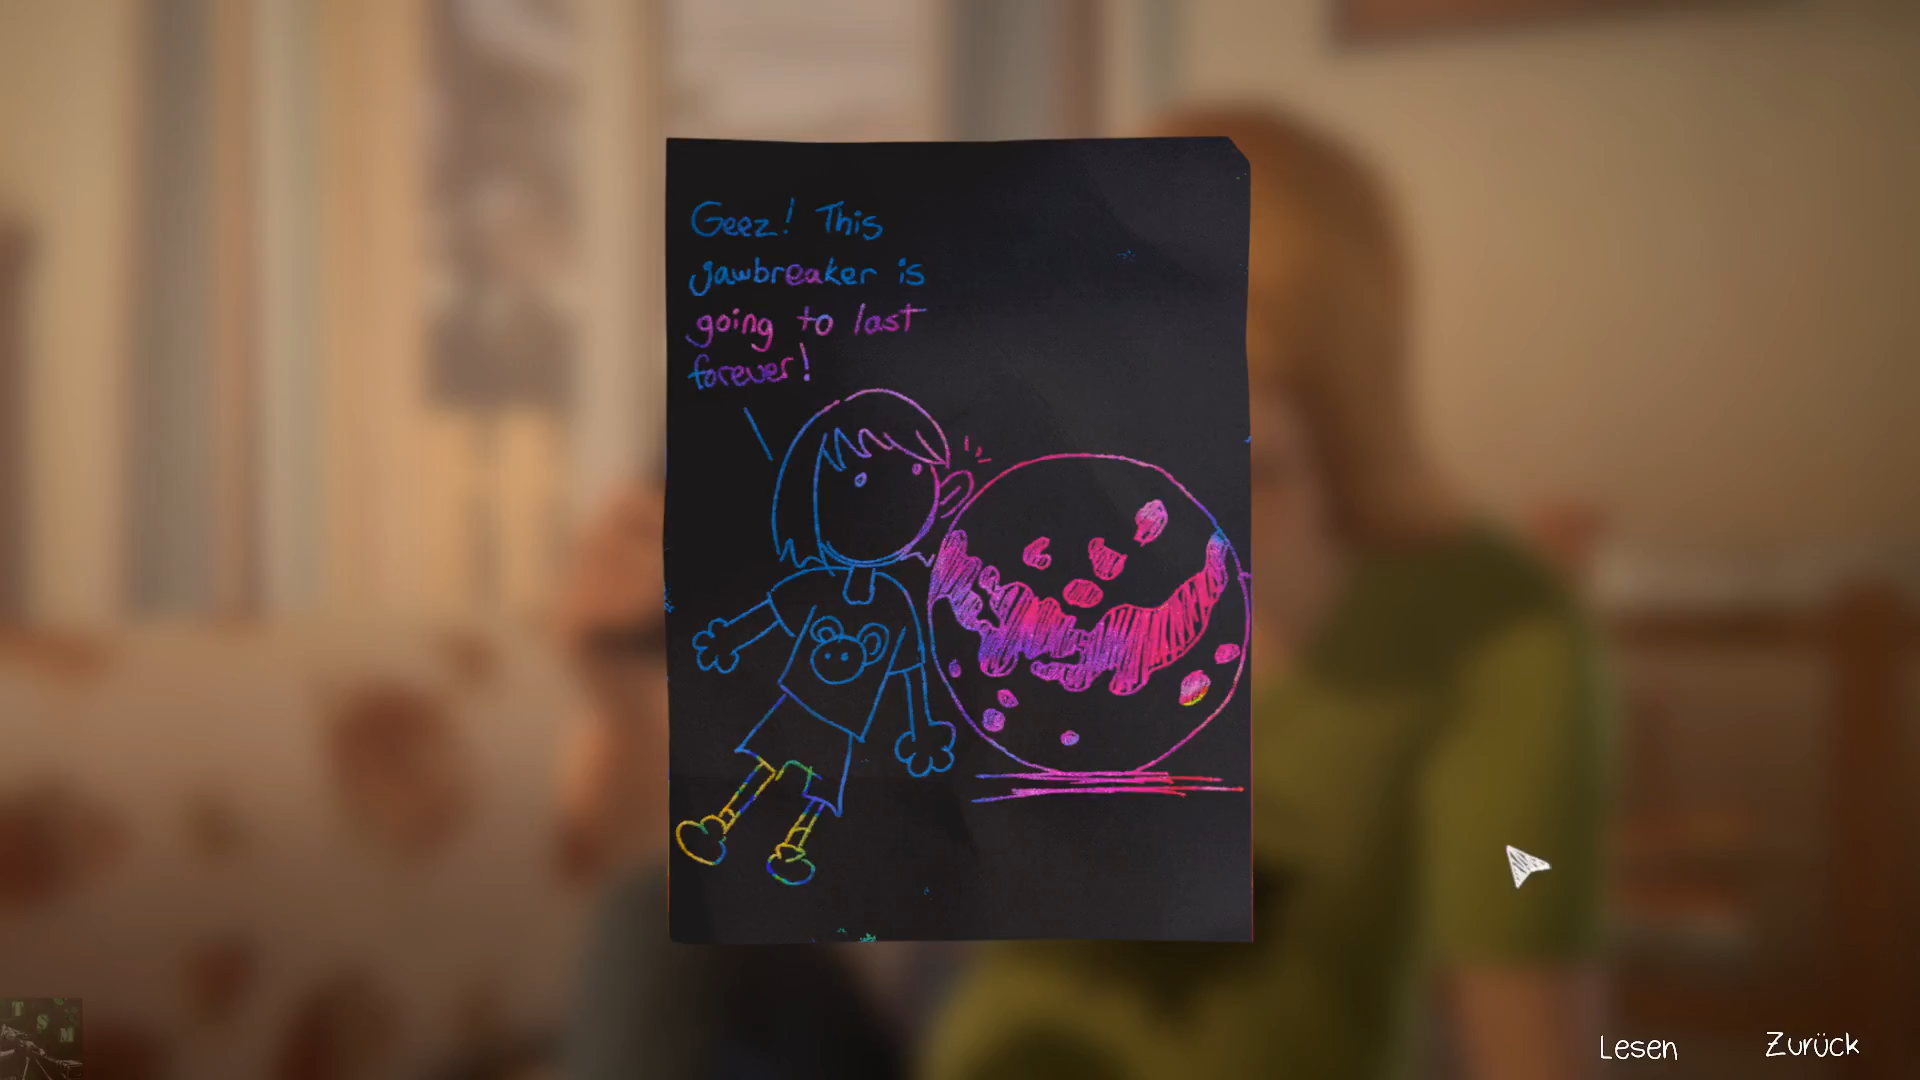 Geez! This
jawbreaker is
going to last
forever!
T S M
Lesen
Zurück